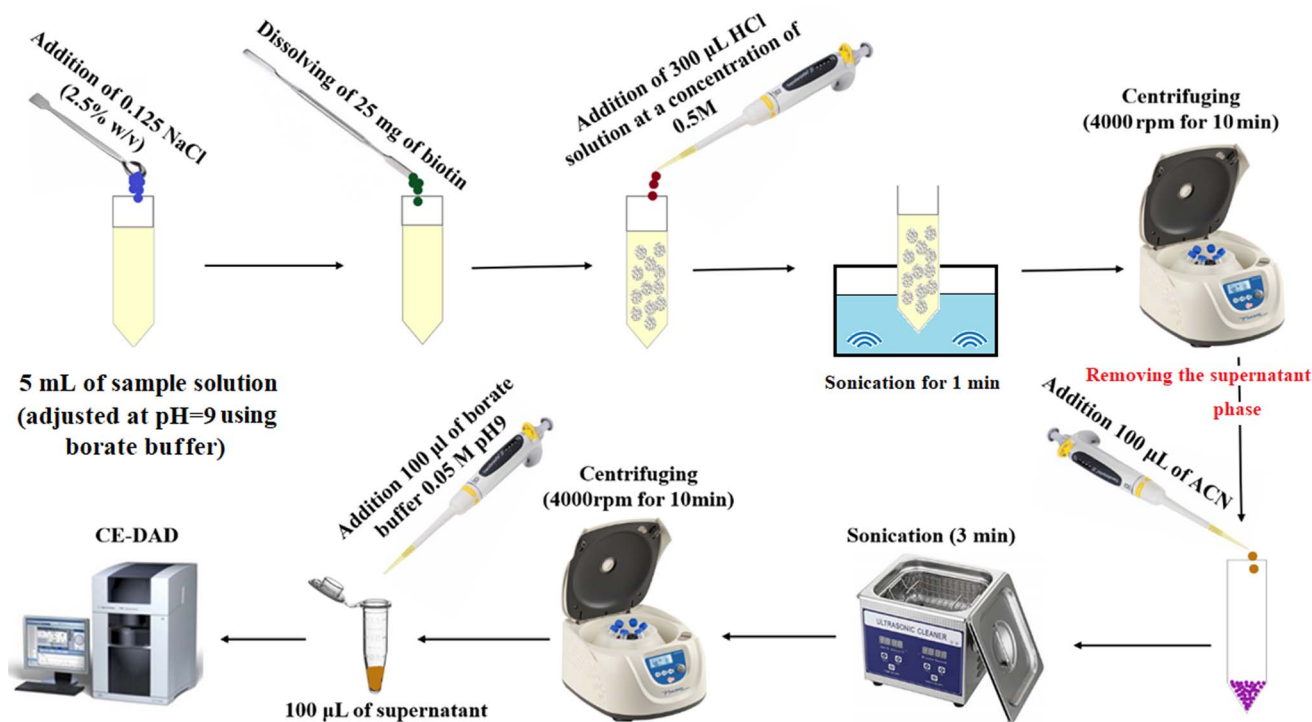 Addition of 0.125 NaCl
(2.5% w/v)
Dissolving of 25 mg of biotin
Addition of 300 µL HCl
solution at a concentration of
0.5M
Centrifuging
(4000 rpm for 10 min)
5 mL of sample solution
(adjusted at pH=9 using
borate buffer)
Sonication for 1 min
Removing the supernatant
phase
Addition 100 µL of ACN
Sonication (3 min)
ULTRASONIC CLEANER
Centrifuging
(4000rpm for 10min)
Addition 100 µl of borate
buffer 0.05 M pH9
100 µL of supernatant
CE-DAD